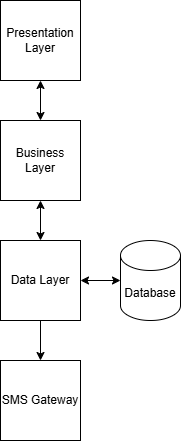 Presentation
Layer
Business
Layer
Data Layer
Database
SMS Gateway